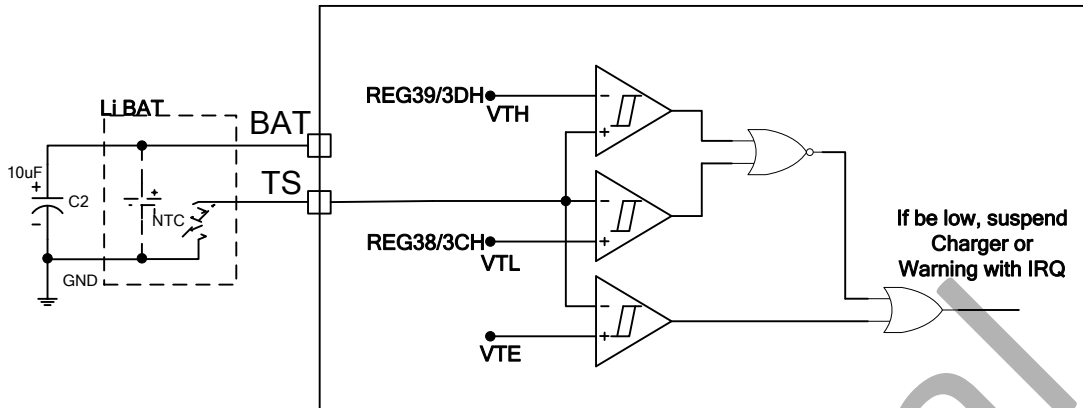 Li BAT
BAT
10uF
+
C2
-
+
NTC
GND
TS
REG39/3DH
VTH
-
+
-
REG38/3CH
VTL
+
-
VTE
+
If be low, suspend
Charger or
Warning with IRQ